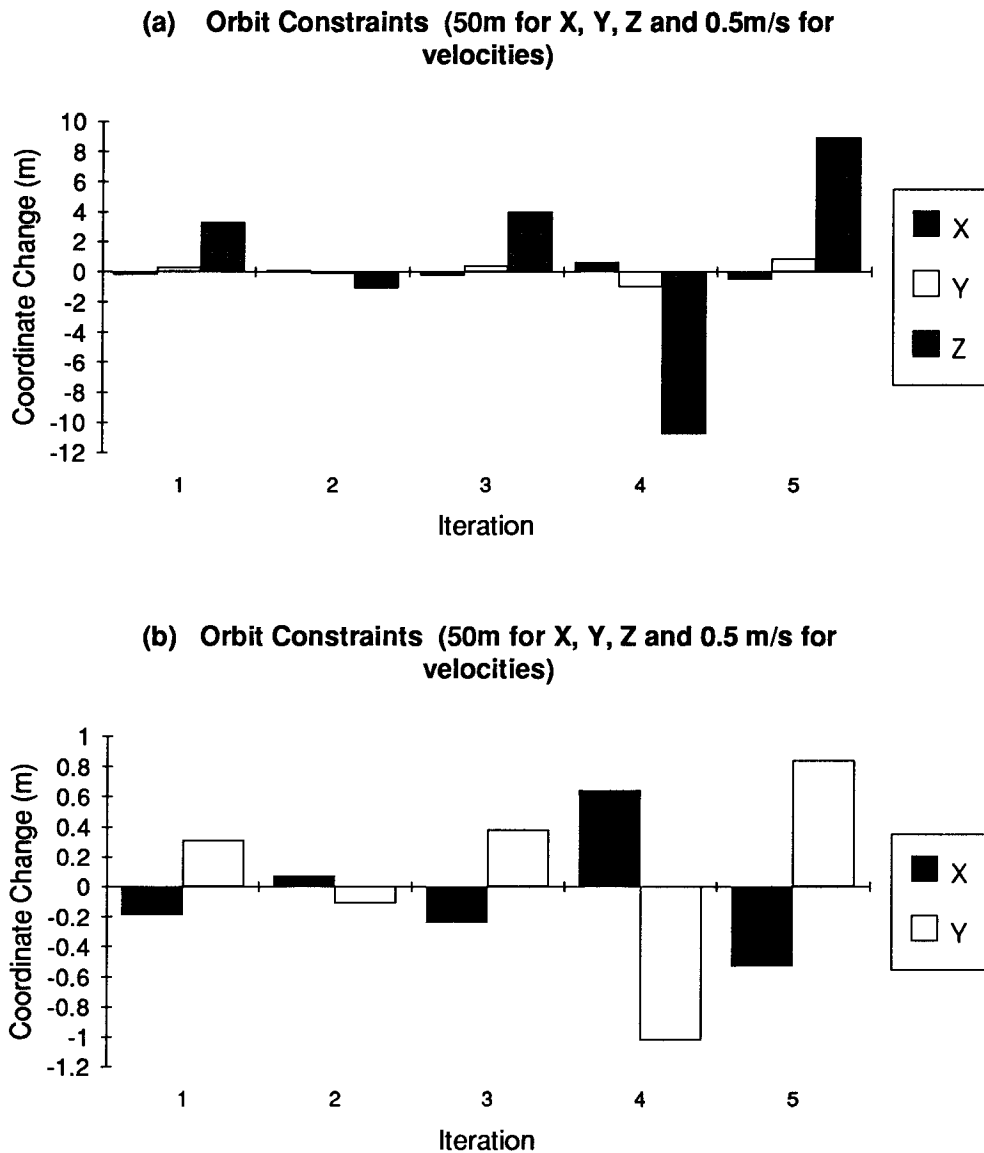 (a) Orbit Constraints (50m for X, Y, Z and 0.5m/s for
velocities)
Coordinate Change (m)
10
8
6
4
2
0
-2
-4
-6
-8
-10
-12
1 2 3 4 5
Iteration
X
Y
Z
(b) Orbit Constraints (50m for X, Y, Z and 0.5 m/s for
velocities)
Coordinate Change (m)
1
0.8
0.6
0.4
0.2
0
-0.2
-0.4
-0.6
-0.8
-1
-1.2
1 2 3 4 5
Iteration
X
Y